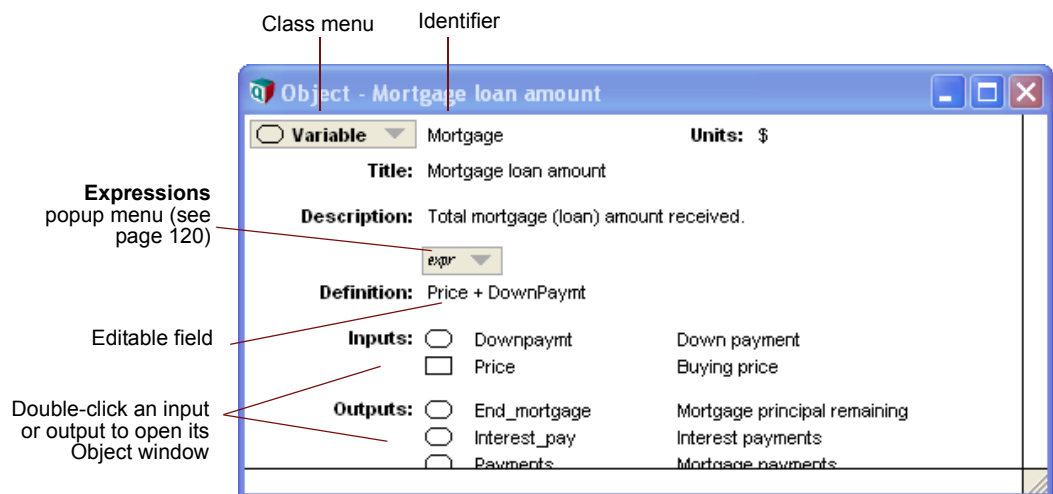 Class menu
Identifier
Object - Mortgage loan amount
Variable
Mortgage
Units: $
Title: Mortgage loan amount
Expressions
popup menu (see
page 120)
Description: Total mortgage (loan) amount received.
expr
Definition: Price + DownPaymt
Editable field
Inputs: Downpaymt Down payment
Price Buying price
Double-click an input
or output to open its
Object window
Outputs: End_mortgage Mortgage principal remaining
Interest_pay Interest payments
Payments Mortgage payments